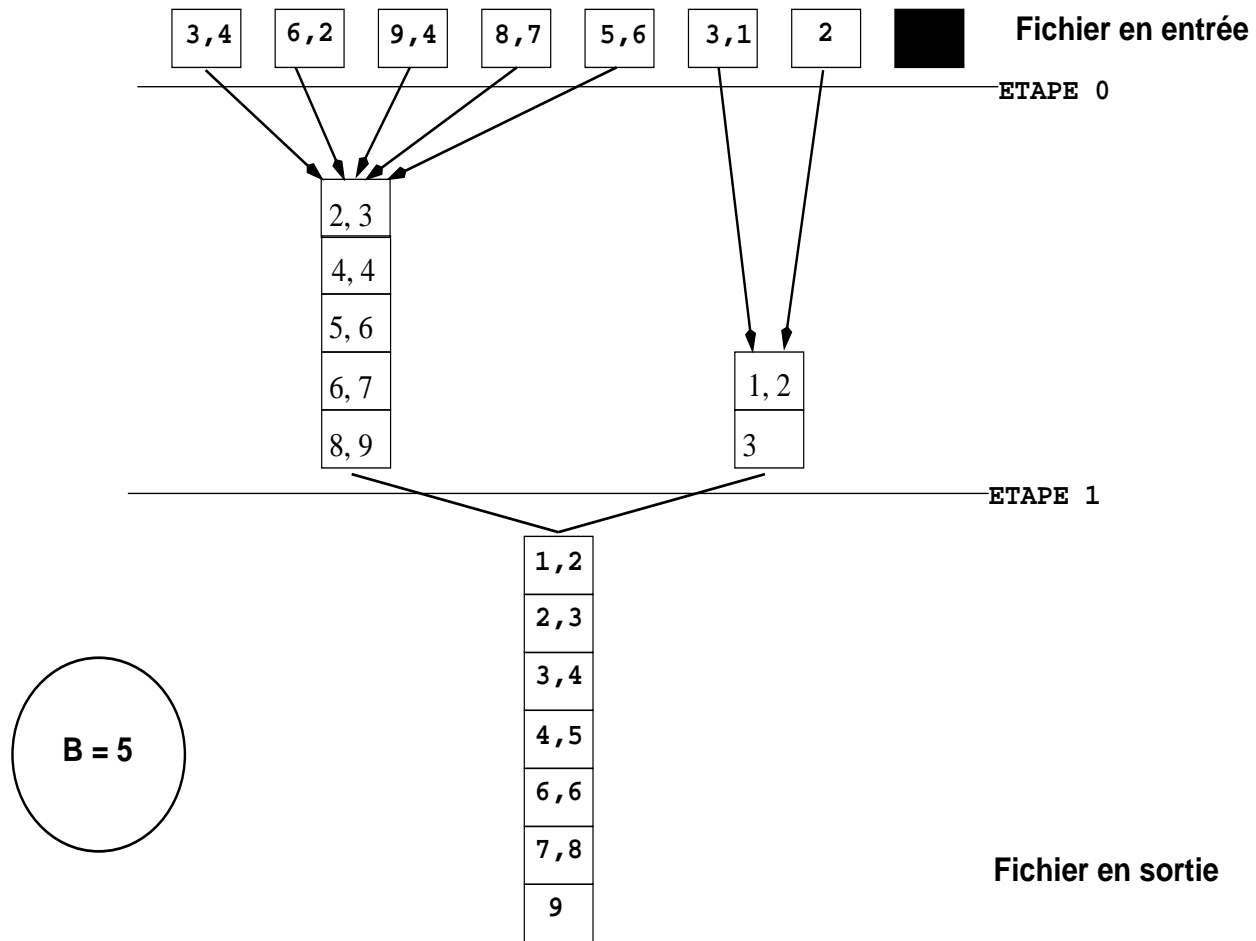 3,4 6,2 9,4 8,7 5,6 3,1 2 Fichier en entrée
ETAPE 0
2, 3
4, 4
5, 6
6, 7 1, 2
8, 9 3
ETAPE 1
1,2
2,3
3,4
4,5
B = 5
6,6
7,8
Fichier en sortie
9